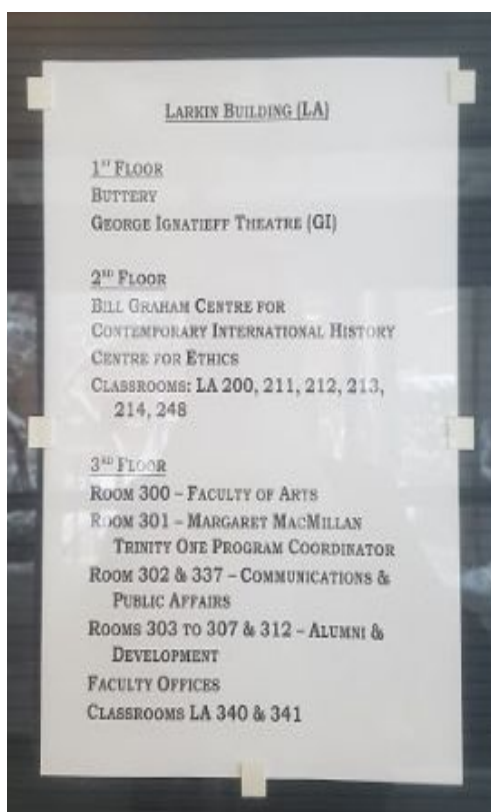 LARKIN BUILDING (LA)
1ST FLOOR
BUTTERY
GEORGE IGNATIEFF THEATRE (GI)
2ND FLOOR
BILL GRAHAM CENTRE FOR
CONTEMPORARY INTERNATIONAL HISTORY
CENTRE FOR ETHICS
CLASSROOMS: LA 200, 211, 212, 213,
214, 248
3RD FLOOR
ROOM 300 – FACULTY OF ARTS
ROOM 301 – MARGARET MACMILLAN
TRINITY ONE PROGRAM COORDINATOR
ROOM 302 & 337 – COMMUNICATIONS &
PUBLIC AFFAIRS
ROOMS 303 TO 307 & 312 – ALUMNI &
DEVELOPMENT
FACULTY OFFICES
CLASSROOMS LA 340 & 341